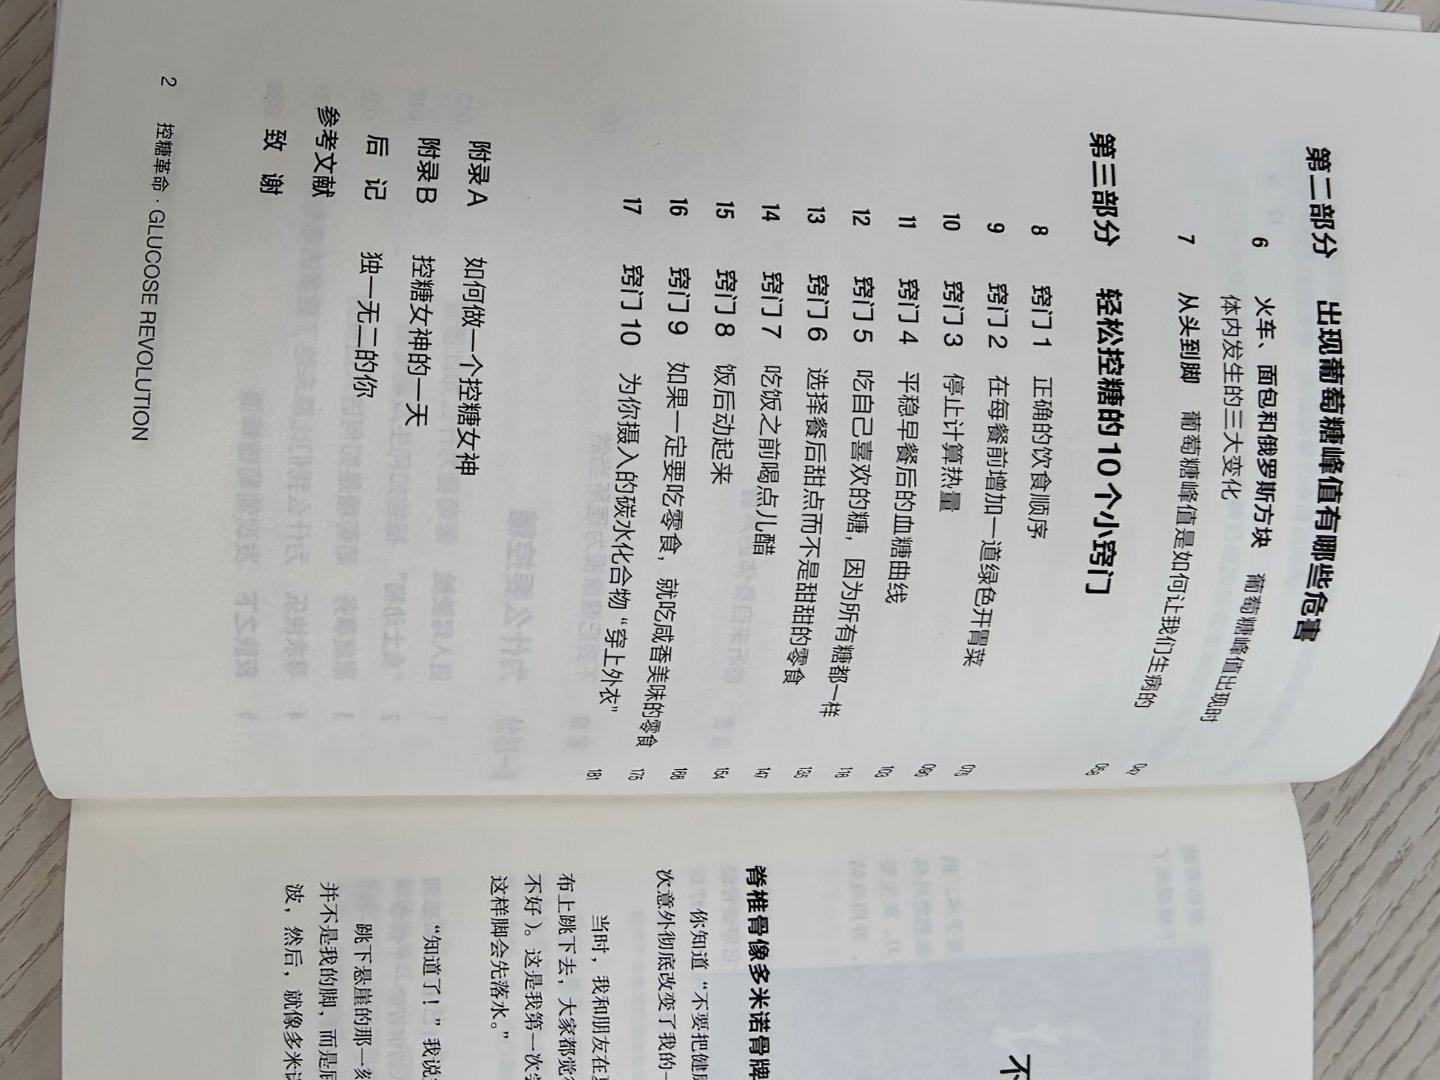 第二部分 出现葡萄糖峰值有哪些危害
6 火车、面包和俄罗斯方块 葡萄糖峰值出现时
体内发生的三大变化 047
7 从头到脚 葡萄糖峰值是如何让我们生病的 059
第三部分 轻松控糖的10个小窍门
8 窍门1 正确的饮食顺序 078
9 窍门2 在每餐前增加一道绿色开胃菜
10 窍门3 停止计算热量 103
11 窍门4 平稳早餐后的血糖曲线 118
12 窍门5 吃自己喜欢的糖,因为所有糖都一样
13 窍门6 选择餐后甜点而不是甜甜的零食 147
14 窍门7 吃饭之前喝点儿醋 154
15 窍门8 饭后动起来 168
16 窍门9 如果一定要吃零食,就吃咸香美味的零食 175
17 窍门10 为你摄入的碳水化合物“穿上外衣” 181
附录A 如何做一个控糖女神
附录B 控糖女神的一天
后 记 独一无二的你
参考文献
致 谢
2 控糖革命·GLUCOSE REVOLUTION
不
脊椎骨像多米诺骨牌
你知道“不要把健康
次意外彻底改变了我的一
当时,我和朋友在
布上跳下去,大家都觉
不好)。这是我第一次
这样脚会先落水。”
“知道了!”我说
跳下悬崖的那一刻
并不是我的脚,而是
波,然后,就像多米诺